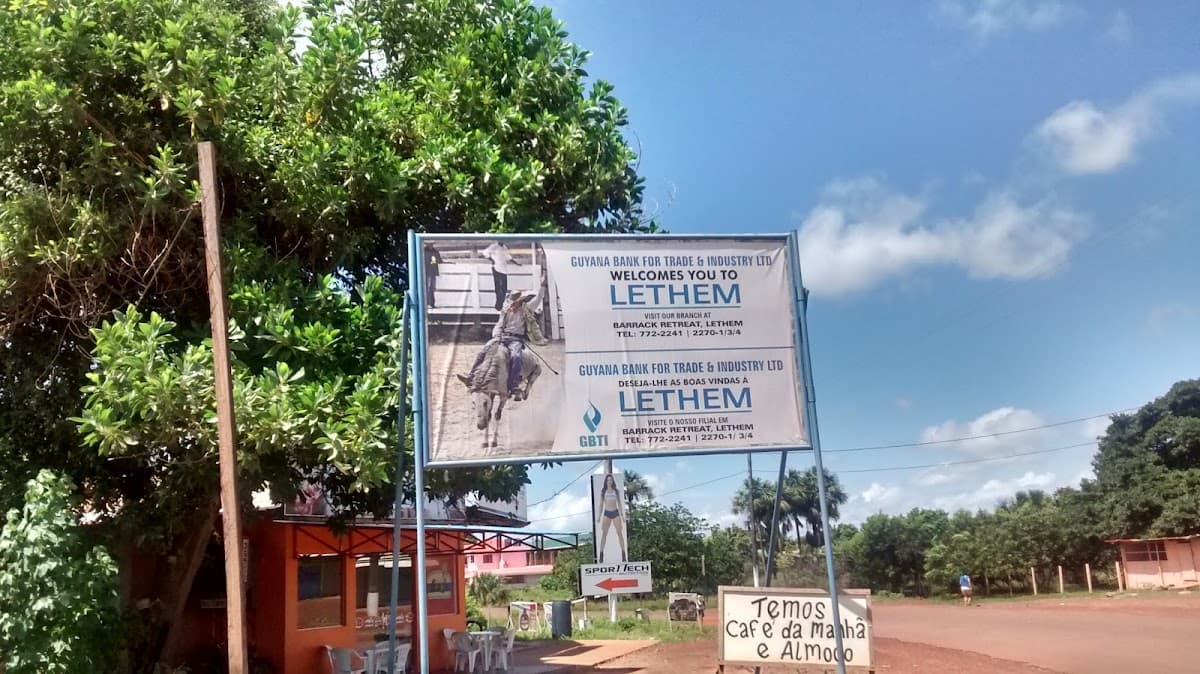 GUYANA BANK FOR TRADE & INDUSTRY LTD
WELCOMES YOU TO
LETHEM
VISIT OUR BRANCH AT
BARRACK RETREAT, LETHEM
TEL: 772-2241 | 2270-1/3/4
GUYANA BANK FOR TRADE & INDUSTRY LTD
DESEJA-LHE AS BOAS VINDAS À
LETHEM
VISITE O NOSSO FILIAL EM
BARRACK RETREAT, LETHEM
TEL: 772-2241 | 2270-1/ 3/4
GBTI
SPORTTECH
Temos
Café da Manhã
e Almoço